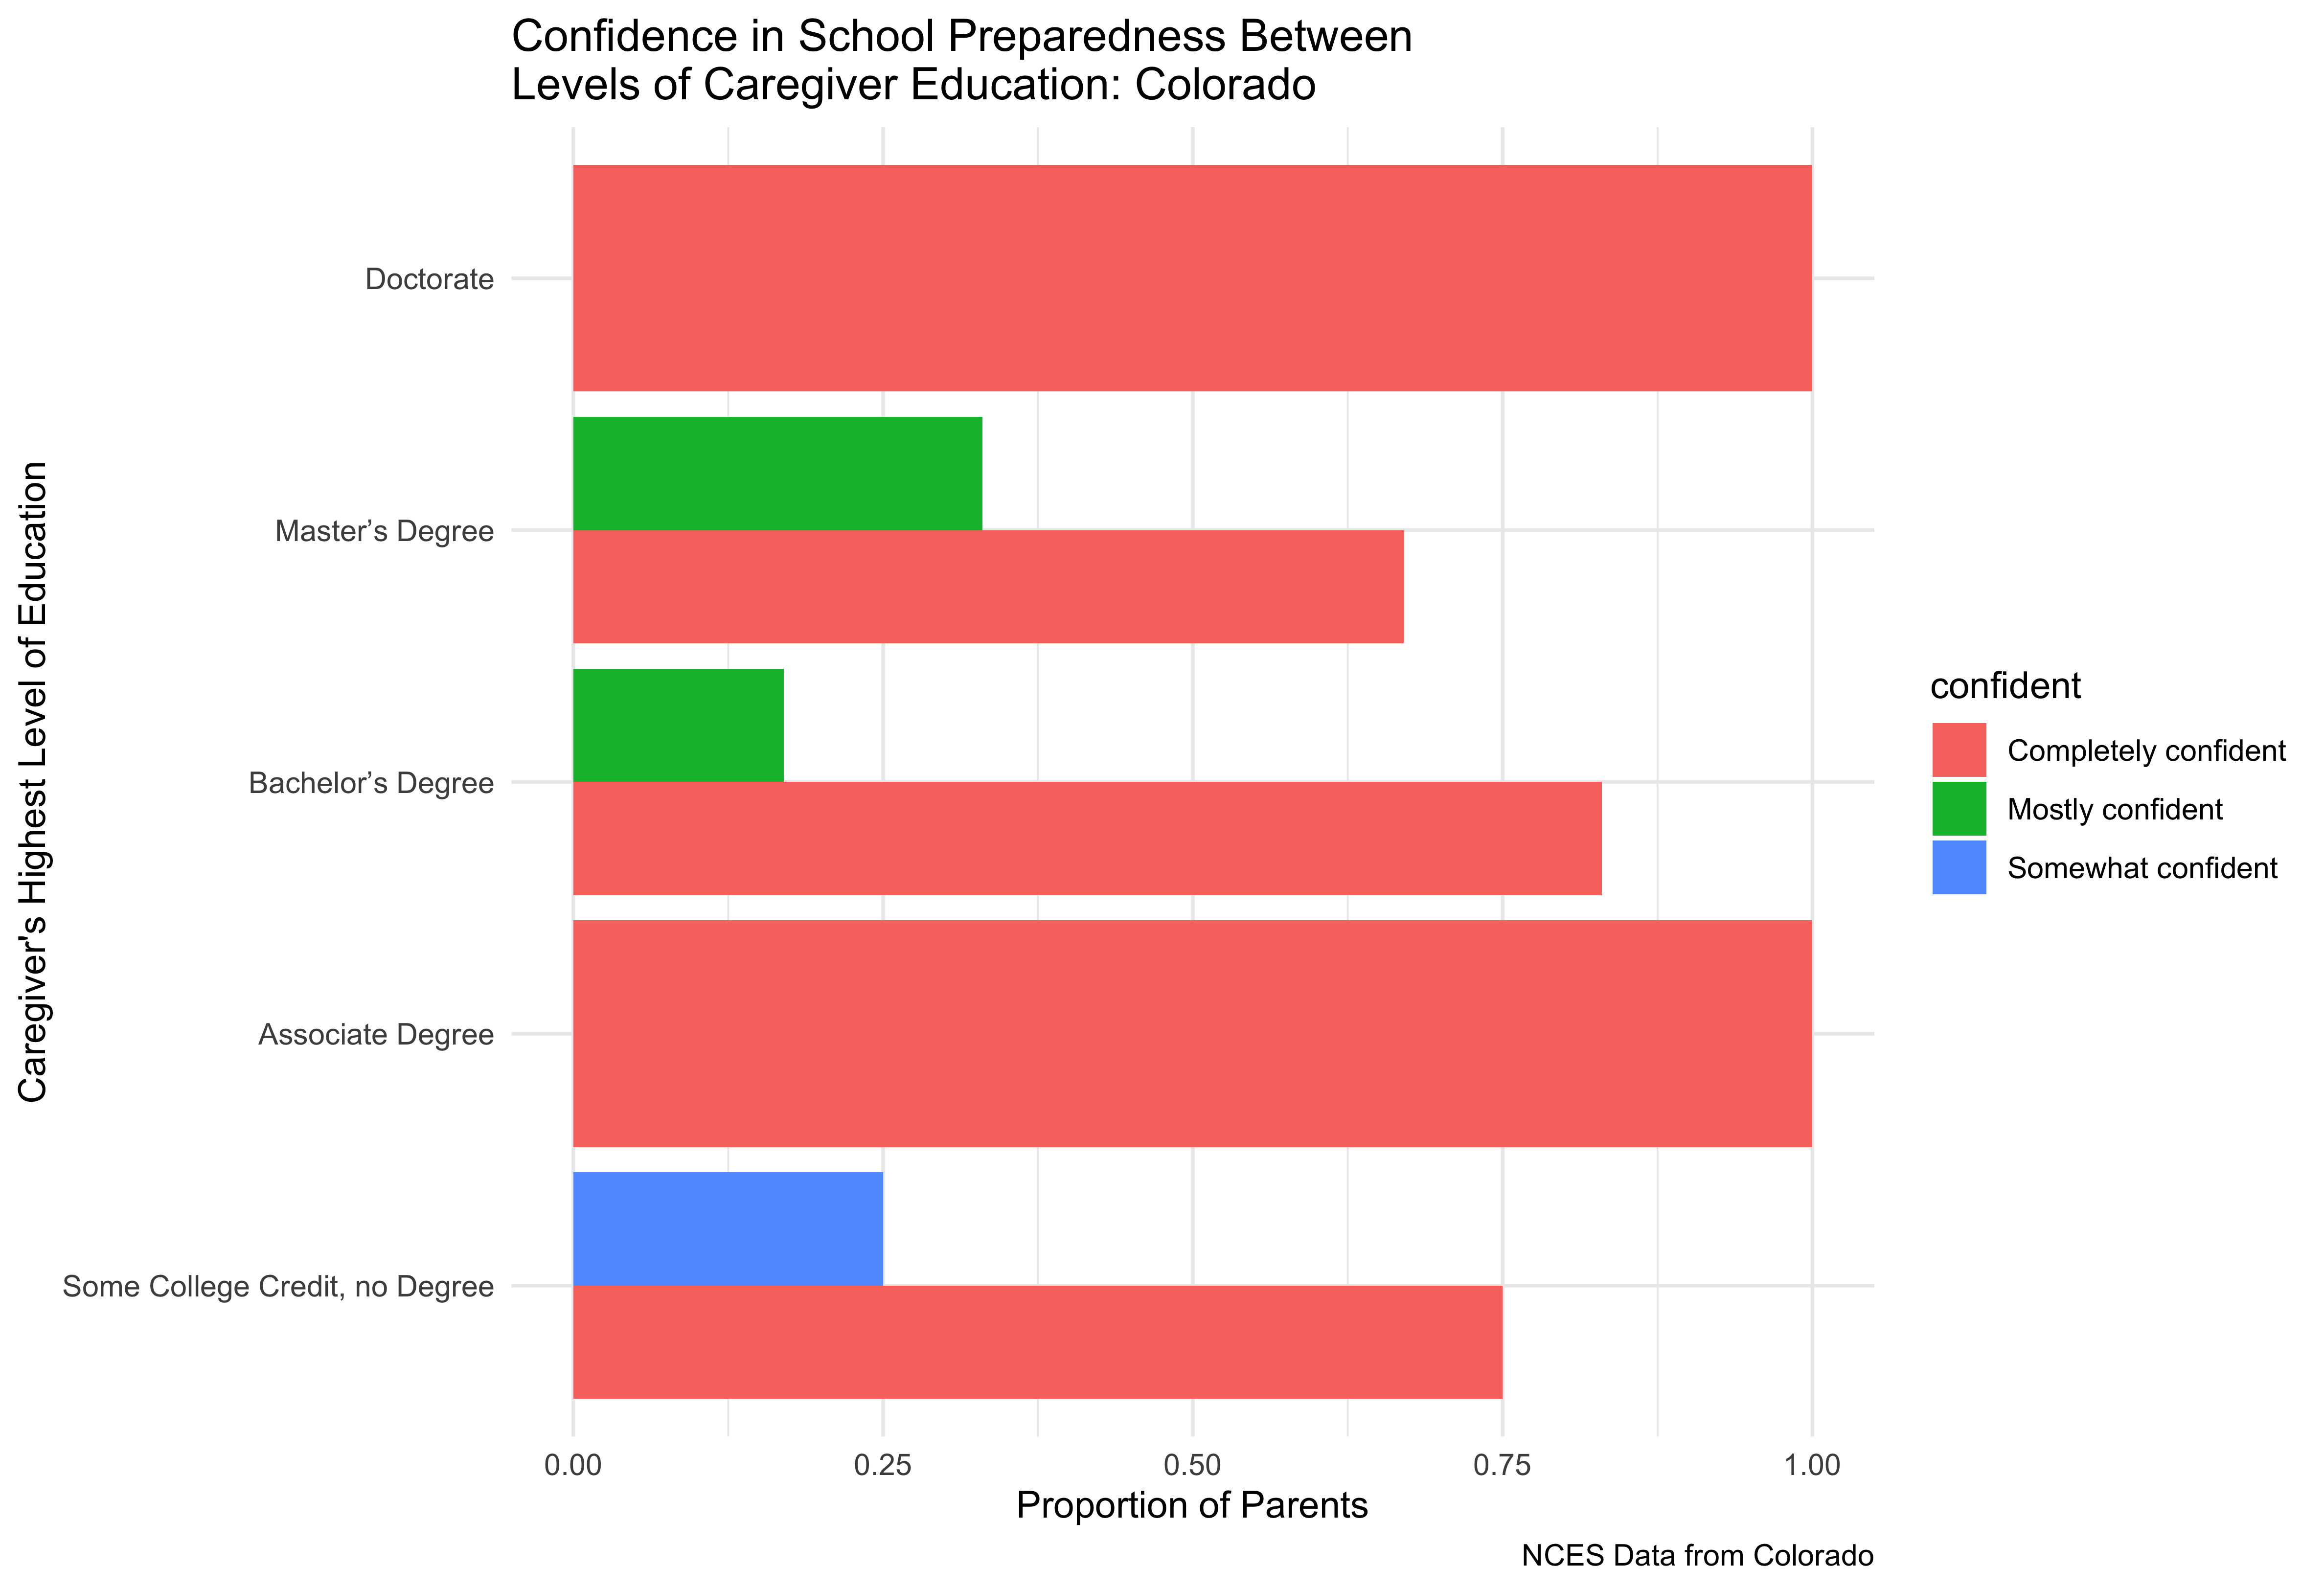 Confidence in School Preparedness Between
Levels of Caregiver Education: Colorado
Caregiver's Highest Level of Education
Doctorate
Master’s Degree
Bachelor’s Degree
Associate Degree
Some College Credit, no Degree
0.00
0.25
0.50
0.75
1.00
Proportion of Parents
confident
Completely confident
Mostly confident
Somewhat confident
NCES Data from Colorado